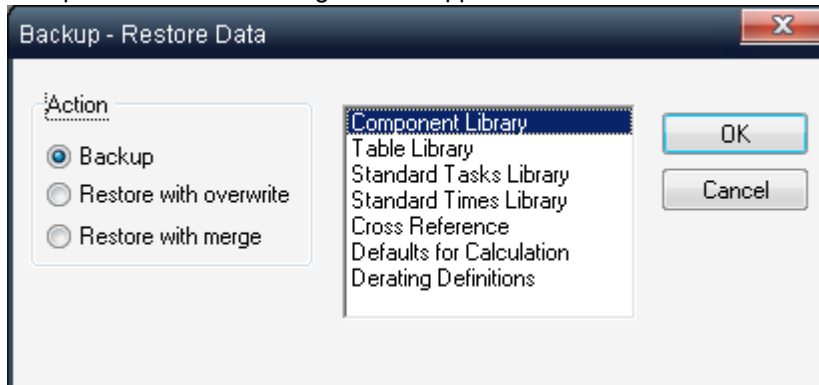 Backup - Restore Data
Action
Backup
Restore with overwrite
Restore with merge
Component Library
Table Library
Standard Tasks Library
Standard Times Library
Cross Reference
Defaults for Calculation
Derating Definitions
OK
Cancel